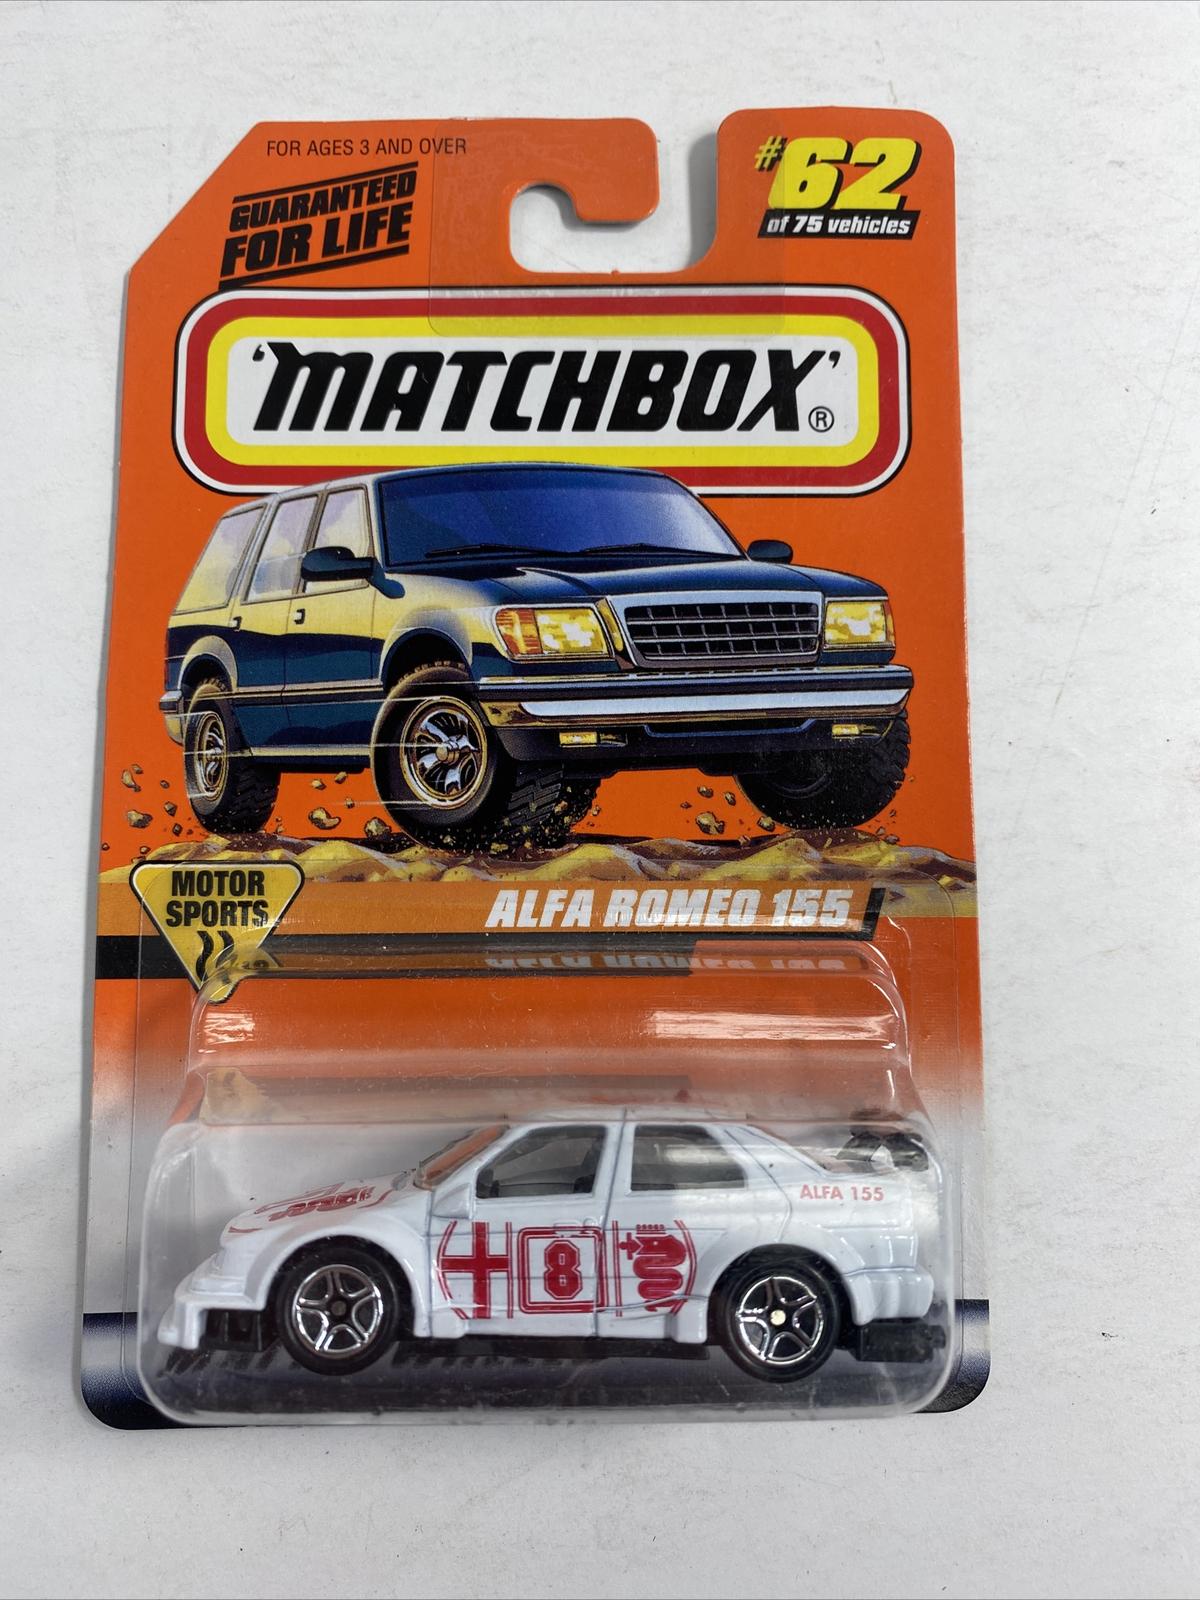 FOR AGES 3 AND OVER
GUARANTEED
FOR LIFE
#62
of 75 vehicles
'MATCHBOX'®
MOTOR
SPORTS
ALFA ROMEO 155
ALFA 155
8